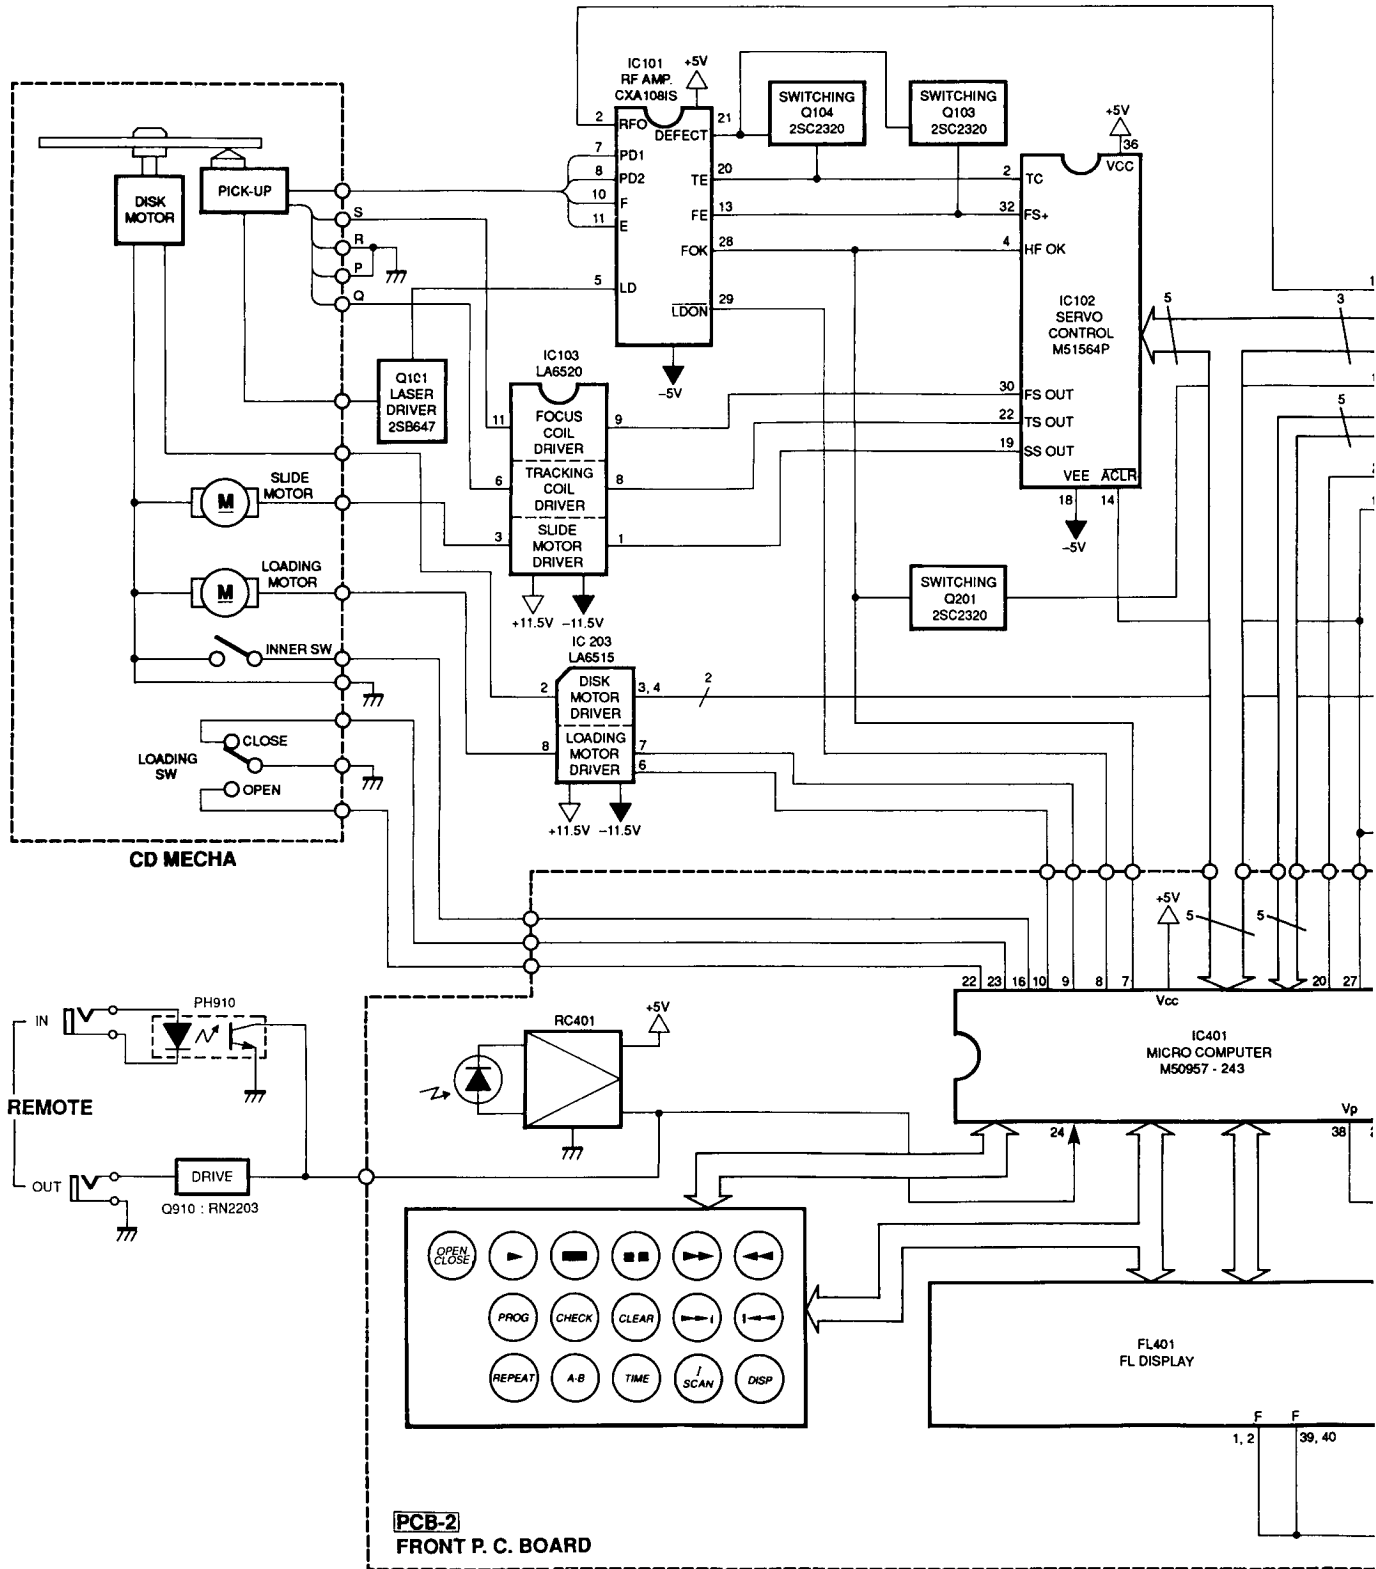 IC101
RF AMP.
CXA108IS
+5V
2
RFO
DEFECT
21
7
PD1
8
PD2
10
F
11
E
TE
20
FE
13
FOK
28
5
LD
LDON
29
-5V
SWITCHING
Q104
2SC2320
SWITCHING
Q103
2SC2320
+5V
36
VCC
2
TC
32
FS+
4
HF OK
IC102
SERVO
CONTROL
M51564P
30
FS OUT
22
TS OUT
19
SS OUT
VEE
ACLR
18
14
-5V
5
3
5
DISK
MOTOR
PICK-UP
S
R
P
Q
Q101
LASER
DRIVER
2SB647
IC103
LA6520
11
FOCUS
COIL
DRIVER
9
6
TRACKING
COIL
DRIVER
8
3
SLIDE
MOTOR
DRIVER
1
+11.5V
-11.5V
SLIDE
MOTOR
M
LOADING
MOTOR
M
INNER SW
CLOSE
LOADING
SW
OPEN
CD MECHA
IC 203
LA6515
2
DISK
MOTOR
DRIVER
3, 4
2
8
LOADING
MOTOR
DRIVER
7
6
+11.5V
-11.5V
SWITCHING
Q201
2SC2320
+5V
5
5
22
23
16
10
9
8
7
Vcc
20
27
IC401
MICRO COMPUTER
M50957 - 243
Vp
24
38
IN
PH910
REMOTE
OUT
DRIVE
Q910 : RN2203
RC401
+5V
OPEN
CLOSE
PROG
CHECK
CLEAR
REPEAT
A-B
TIME
I
SCAN
DISP
FL401
FL DISPLAY
F
F
1, 2
39, 40
PCB-2
FRONT P. C. BOARD